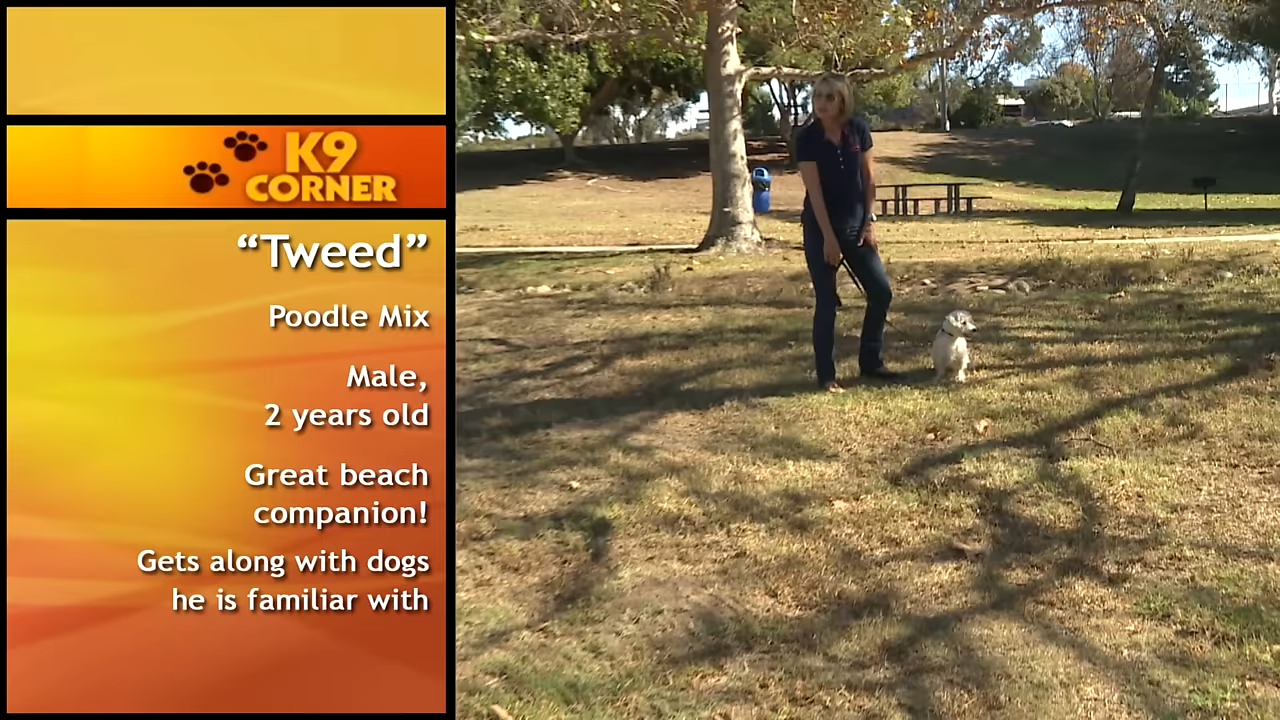 K9
CORNER
“Tweed”
Poodle Mix
Male,
2 years old
Great beach
companion!
Gets along with dogs
he is familiar with